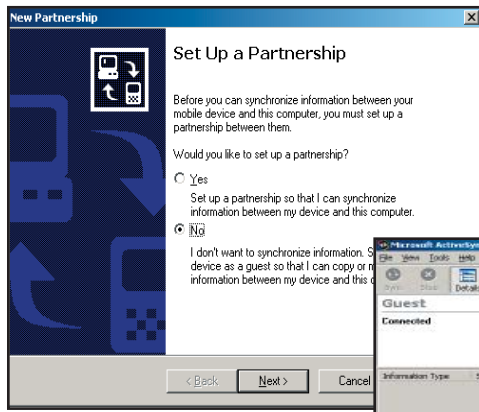 New Partnership
Set Up a Partnership
Before you can synchronize information between your
mobile device and this computer, you must set up a
partnership between them.
Would you like to set up a partnership?
Yes
Set up a partnership so that I can synchronize
information between my device and this computer.
No
I don't want to synchronize information. S
device as a guest so that I can copy or m
information between my device and this c
< Back
Next >
Cancel
Microsoft ActiveSyn
File View Tools Help
Sync Stop Details
Guest
Connected
Information Type S